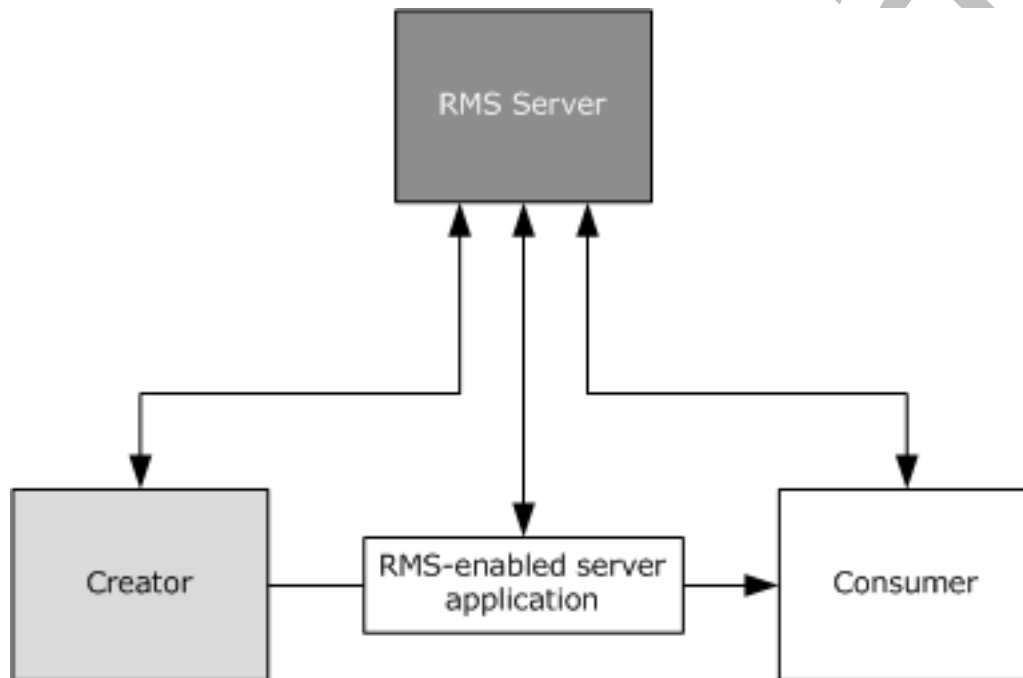 RMS Server
Creator
RMS-enabled server
application
Consumer